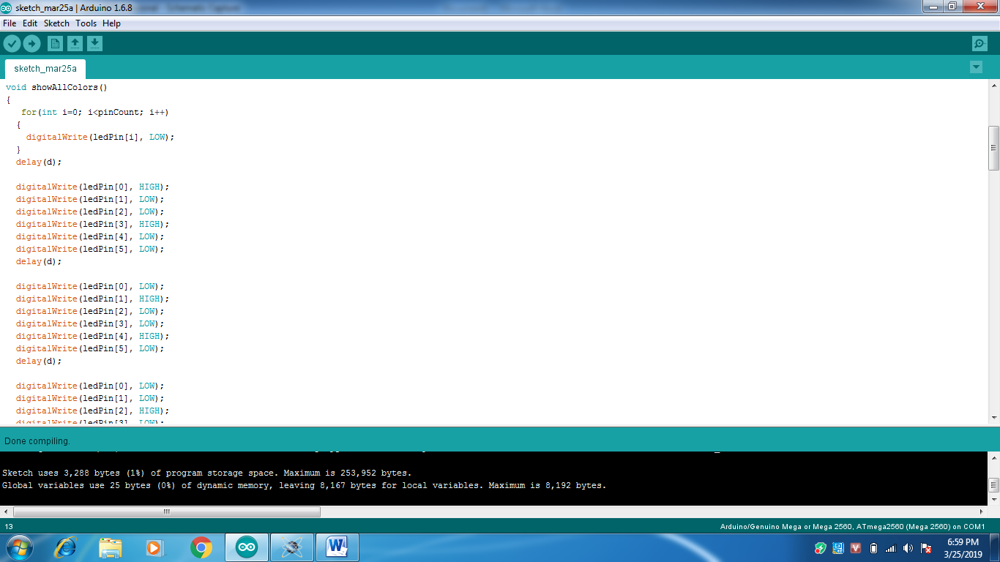 sketch_mar25a | Arduino 1.6.8
File Edit Sketch Tools Help
sketch_mar25a
void showAllColors()
{
for(int i=0; i<pinCount; i++)
{
digitalWrite(ledPin[i], LOW);
}
delay(d);
digitalWrite(ledPin[0], HIGH);
digitalWrite(ledPin[1], LOW);
digitalWrite(ledPin[2], LOW);
digitalWrite(ledPin[3], HIGH);
digitalWrite(ledPin[4], LOW);
digitalWrite(ledPin[5], LOW);
delay(d);
digitalWrite(ledPin[0], LOW);
digitalWrite(ledPin[1], HIGH);
digitalWrite(ledPin[2], LOW);
digitalWrite(ledPin[3], LOW);
digitalWrite(ledPin[4], HIGH);
digitalWrite(ledPin[5], LOW);
delay(d);
digitalWrite(ledPin[0], LOW);
digitalWrite(ledPin[1], LOW);
digitalWrite(ledPin[2], HIGH);
digitalWrite(ledPin[3], LOW);
Done compiling.
Sketch uses 3,288 bytes (1%) of program storage space. Maximum is 253,952 bytes.
Global variables use 25 bytes (0%) of dynamic memory, leaving 8,167 bytes for local variables. Maximum is 8,192 bytes.
13
Arduino/Genuino Mega or Mega 2560, ATmega2560 (Mega 2560) on COM1
6:59 PM
3/25/2019